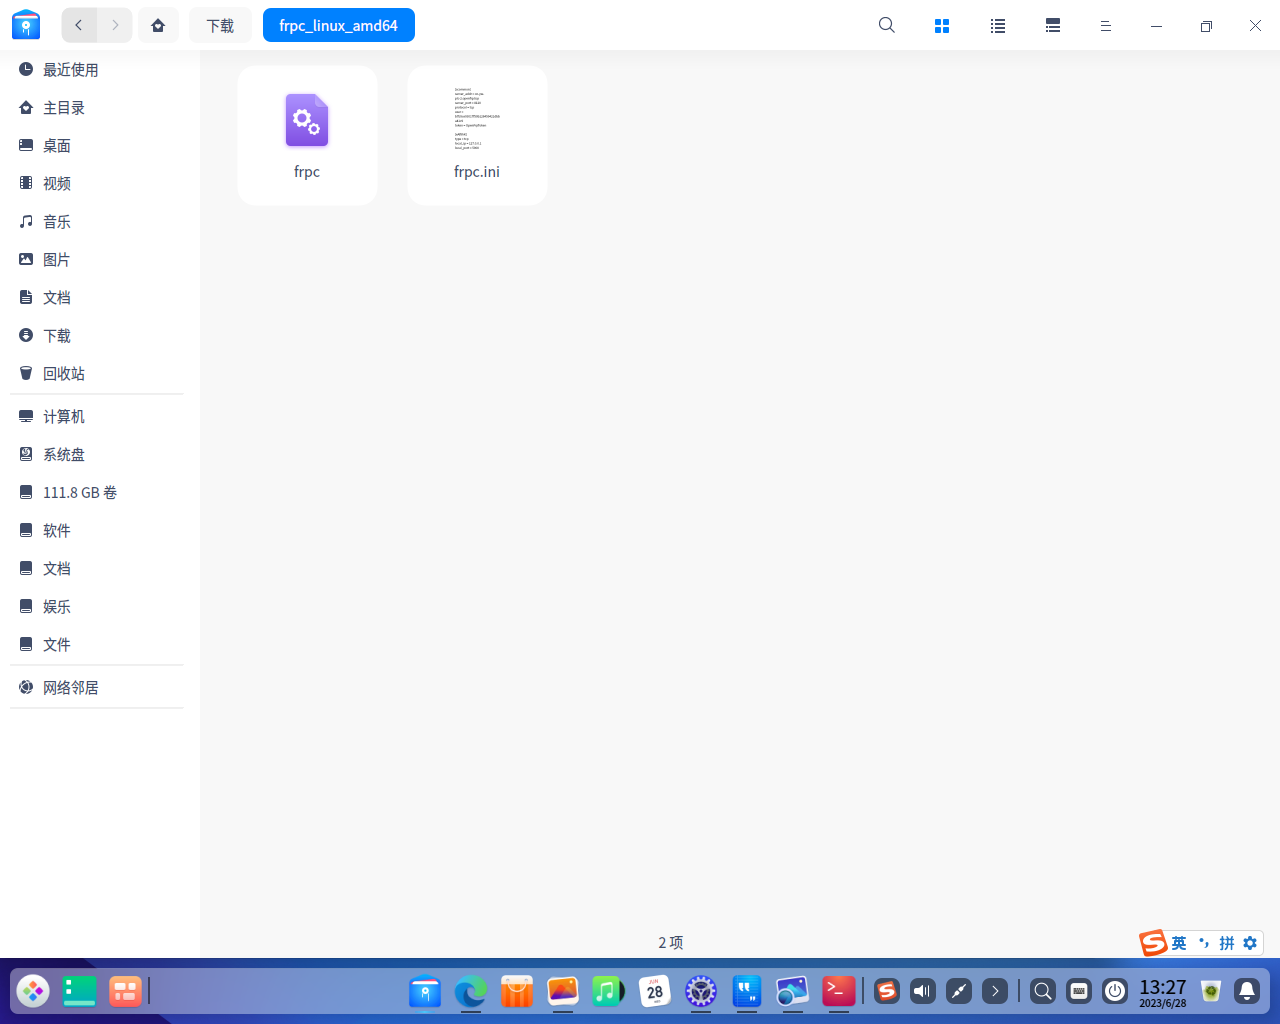 下载
frpc_linux_amd64
最近使用
主目录
桌面
视频
音乐
图片
文档
下载
回收站
计算机
系统盘
111.8 GB 卷
软件
文档
娱乐
文件
网络邻居
frpc
frpc.ini
2 项
英
拼
JUN
28
13:27
2023/6/28